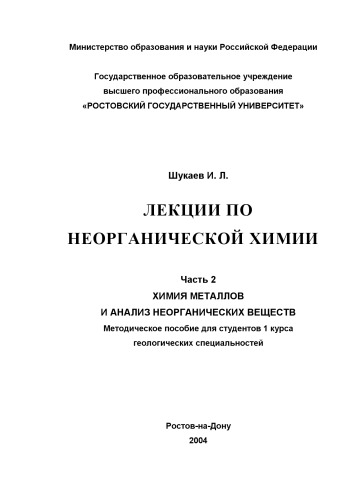 Министерство образования и науки Российской Федерации
Государственное образовательное учреждение
высшего профессионального образования
«РОСТОВСКИЙ ГОСУДАРСТВЕННЫЙ УНИВЕРСИТЕТ»
Шукаев И. Л.
ЛЕКЦИИ ПО
НЕОРГАНИЧЕСКОЙ ХИМИИ
Часть 2
ХИМИЯ МЕТАЛЛОВ
И АНАЛИЗ НЕОРГАНИЧЕСКИХ ВЕЩЕСТВ
Методическое пособие для студентов 1 курса
геологических специальностей
Ростов-на-Дону
2004